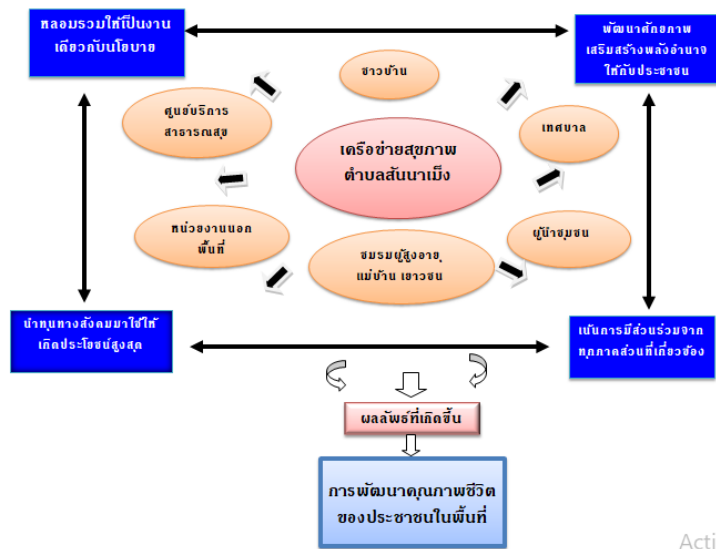 หลอมรวมให้เป็นงาน
เดียวกับนโยบาย
พัฒนาศักยภาพ
เสริมสร้างพลังอำนาจ
ให้กับประชาชน
ชาวบ้าน
ศูนย์บริการ
สาธารณสุข
เทศบาล
เครือข่ายสุขภาพ
ตำบลสันนาเม็ง
หน่วยงานนอก
พื้นที่
ผู้นำชุมชน
ชมรมผู้สูงอายุ
แม่บ้าน เยาวชน
นำทุนทางสังคมมาใช้ให้
เกิดประโยชน์สูงสุด
เน้นการมีส่วนร่วมจาก
ทุกภาคส่วนที่เกี่ยวข้อง
ผลลัพธ์ที่เกิดขึ้น
การพัฒนาคุณภาพชีวิต
ของประชาชนในพื้นที่
Acti